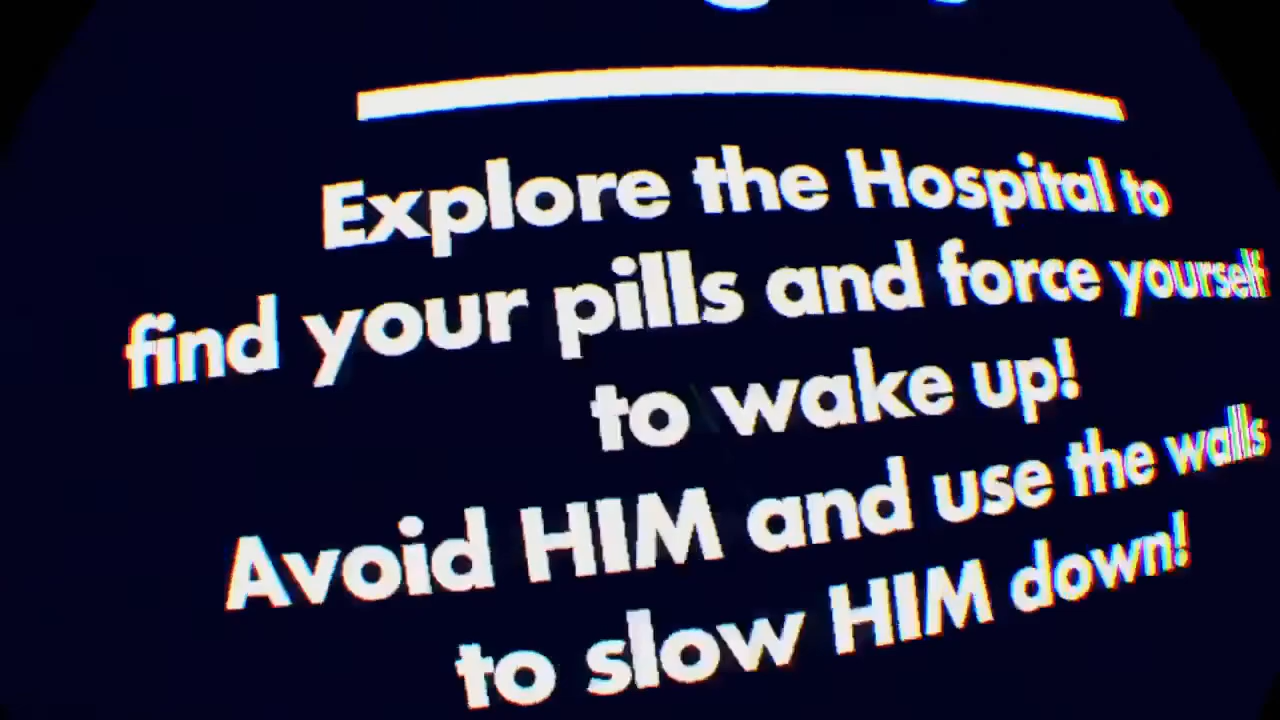 Explore the Hospital to
find your pills and force yourself
to wake up!
Avoid HIM and use the walls
to slow HIM down!